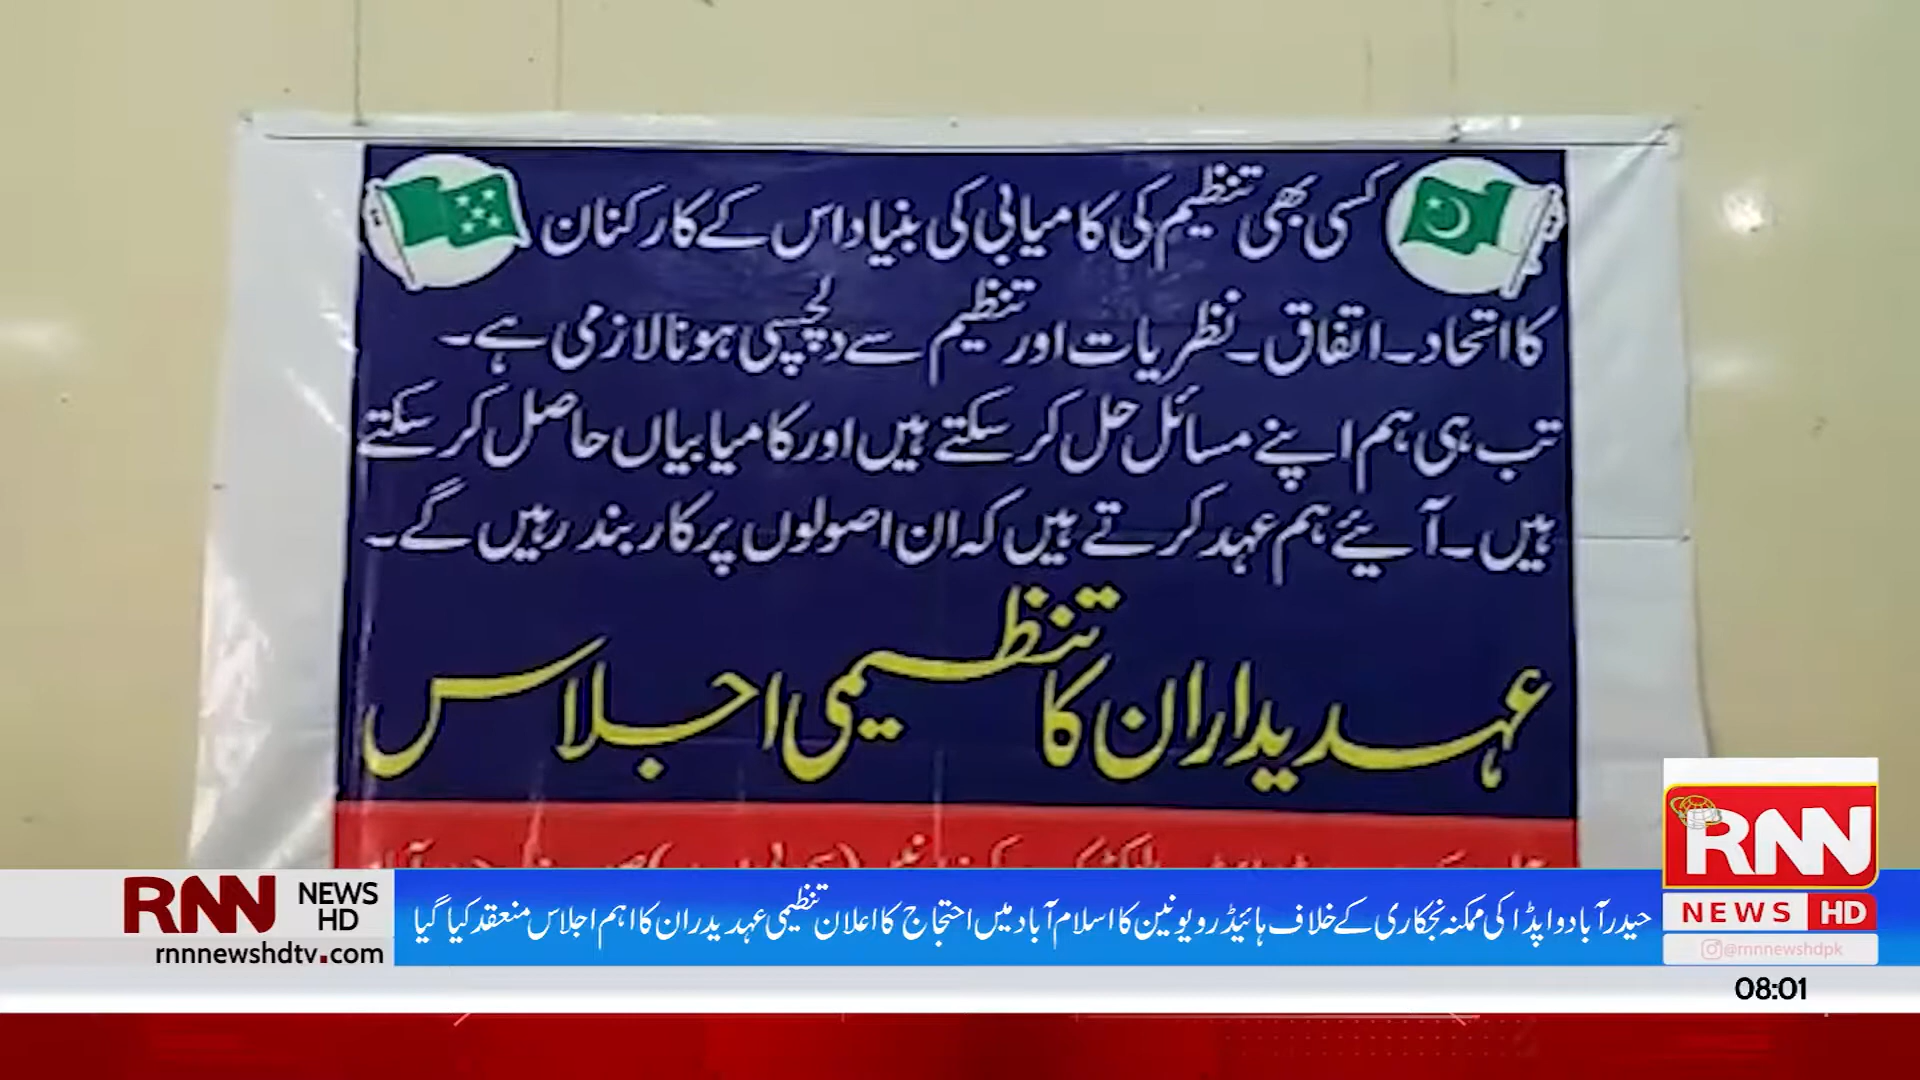 کسی بھی تنظیم کی کامیابی کی بنیاد اس کے کارکنان
کا اتحاد۔ اتفاق۔ نظریات اور تنظیم سے دلچسپی ہونا لازمی ہے۔
تب ہی ہم اپنے مسائل حل کر سکتے ہیں اور کامیابیاں حاصل کر سکتے
ہیں۔ آیئے ہم عہد کرتے ہیں کہ ان اصولوں پر کاربند رہیں گے۔
عہدیداران کا تنظیمی اجلاس
RNN
NEWS HD
@rnnnewshdpk
RNN NEWS HD
rnnnewshdtv.com
حیدرآباد واپڈا کی ممکنہ نجکاری کے خلاف ہائیڈرو یونین کا اسلام آباد میں احتجاج کا اعلان تنظیمی عہدیدران کا اہم اجلاس منعقد کیا گیا
08:01